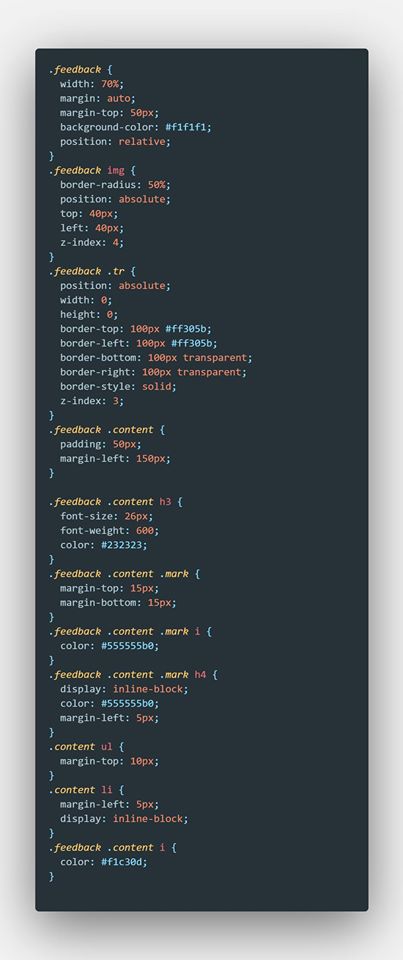 .feedback {
  width: 70%;
  margin: auto;
  margin-top: 50px;
  background-color: #f1f1f1;
  position: relative;
}
.feedback img {
  border-radius: 50%;
  position: absolute;
  top: 40px;
  left: 40px;
  z-index: 4;
}
.feedback .tr {
  position: absolute;
  width: 0;
  height: 0;
  border-top: 100px #ff305b;
  border-left: 100px #ff305b;
  border-bottom: 100px transparent;
  border-right: 100px transparent;
  border-style: solid;
  z-index: 3;
}
.feedback .content {
  padding: 50px;
  margin-left: 150px;
}

.feedback .content h3 {
  font-size: 26px;
  font-weight: 600;
  color: #232323;
}
.feedback .content .mark {
  margin-top: 15px;
  margin-bottom: 15px;
}
.feedback .content .mark i {
  color: #555555b0;
}
.feedback .content .mark h4 {
  display: inline-block;
  color: #555555b0;
  margin-left: 5px;
}
.content ul {
  margin-top: 10px;
}
.content li {
  margin-left: 5px;
  display: inline-block;
}
.feedback .content i {
  color: #f1c30d;
}